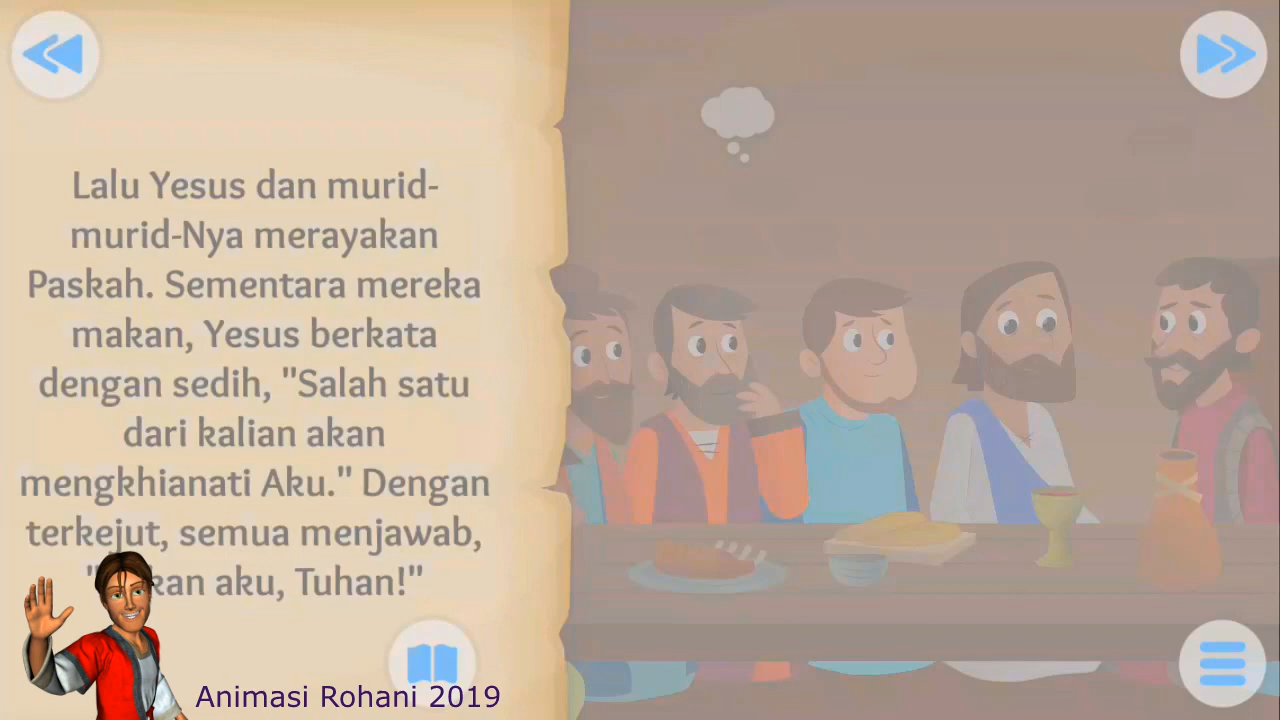 Lalu Yesus dan murid-
murid-Nya merayakan
Paskah. Sementara mereka
makan, Yesus berkata
dengan sedih, "Salah satu
dari kalian akan
mengkhianati Aku." Dengan
terkejut, semua menjawab,
aku, Tuhan!"
Animasi Rohani 2019